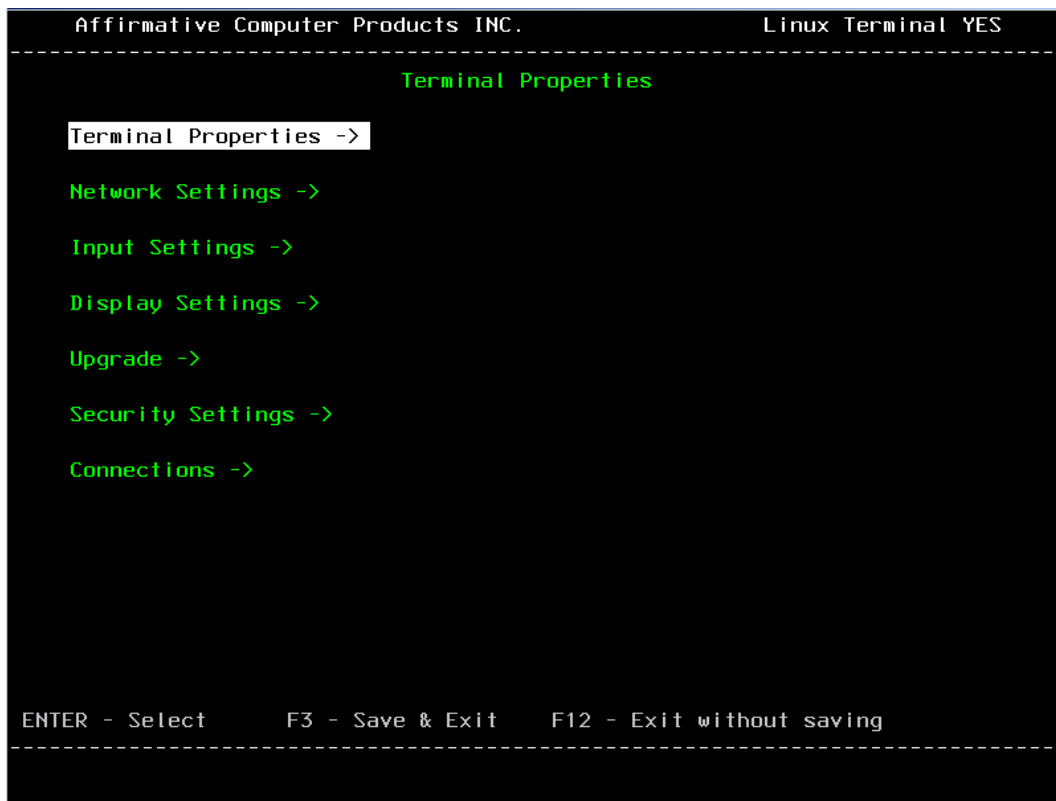 Affirmative Computer Products INC. Linux Terminal YES
Terminal Properties
Terminal Properties ->
Network Settings ->
Input Settings ->
Display Settings ->
Upgrade ->
Security Settings ->
Connections ->
ENTER - Select F3 - Save & Exit F12 - Exit without saving